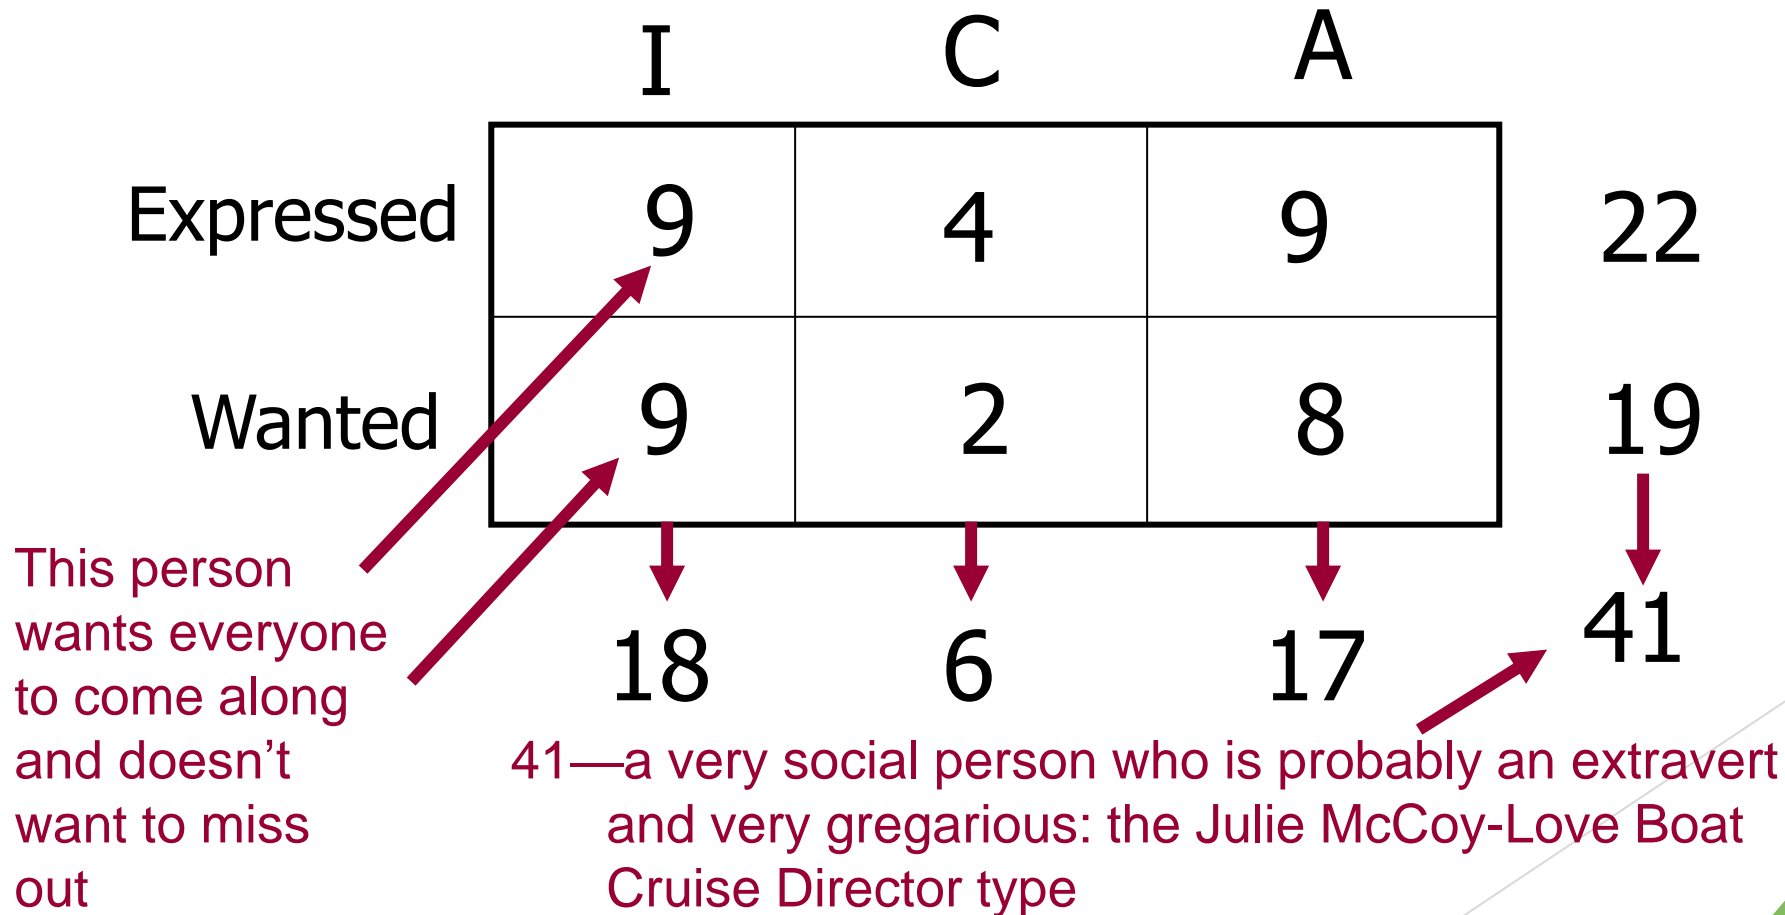 I C A
Expressed 9 4 9 22
Wanted 9 2 8 19
18 6 17 41
This person
wants everyone
to come along
and doesn’t
want to miss
out
41—a very social person who is probably an extravert
and very gregarious: the Julie McCoy-Love Boat
Cruise Director type